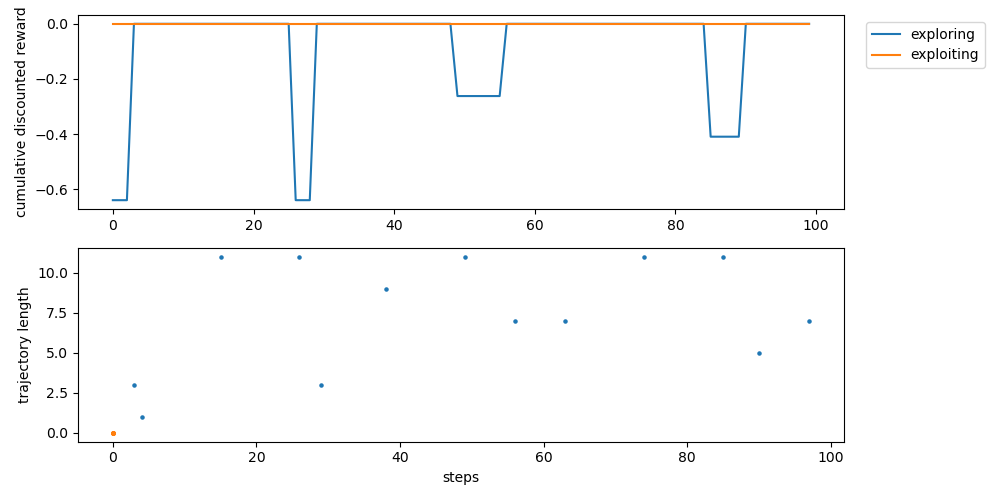 cumulative discounted reward
0.0
−0.2
−0.4
−0.6
0 20 40 60 80 100
exploring
exploiting
trajectory length
10.0
7.5
5.0
2.5
0.0
0 20 40 60 80 100
steps